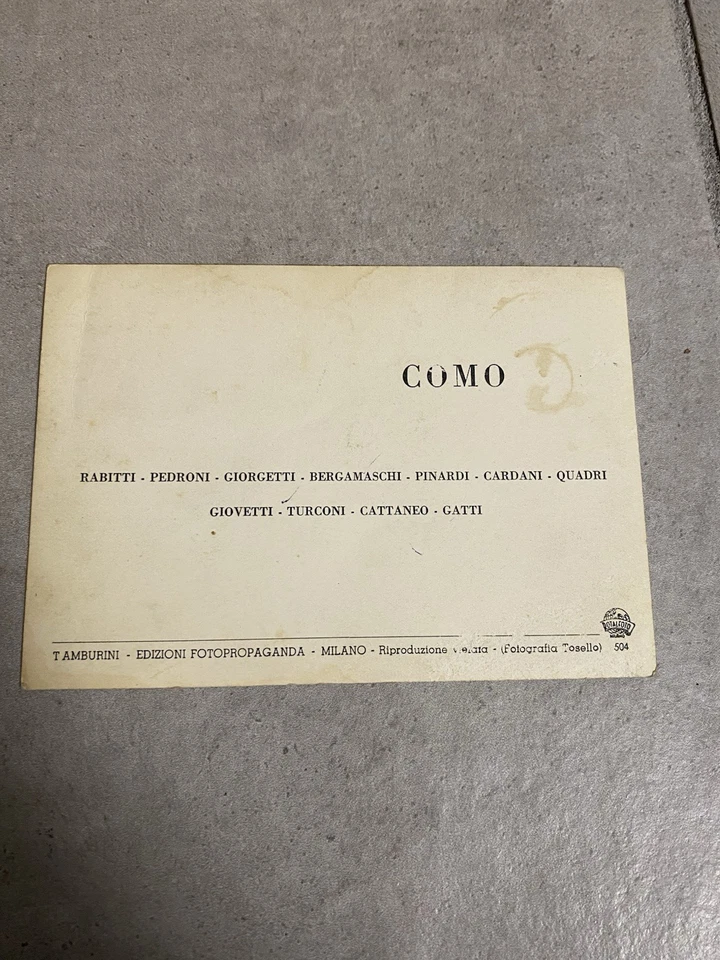 COMO
RABITTI - PEDRONI - GIORGETTI - BERGAMASCHI - PINARDI - CARDANI - QUADRI
GIOVETTI - TURCONI - CATTANEO - GATTI
TAMBURINI - EDIZIONI FOTOPROPAGANDA - MILANO - Riproduzione - (Fotografia Tosello) 504